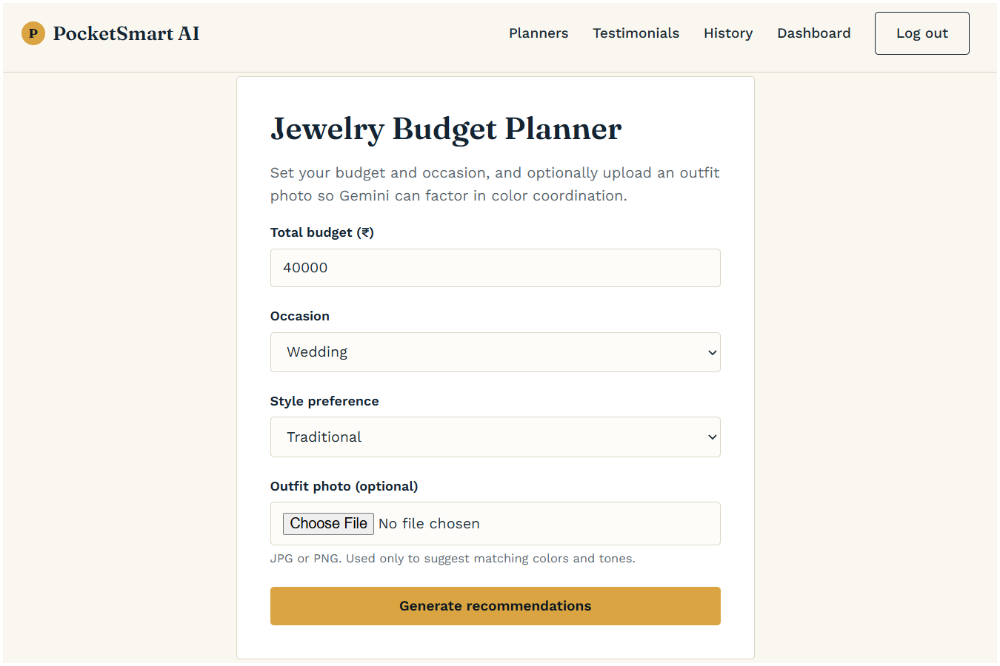 P PocketSmart AI
Planners Testimonials History Dashboard Log out
Jewelry Budget Planner
Set your budget and occasion, and optionally upload an outfit
photo so Gemini can factor in color coordination.
Total budget (₹)
40000
Occasion
Wedding
Style preference
Traditional
Outfit photo (optional)
Choose File No file chosen
JPG or PNG. Used only to suggest matching colors and tones.
Generate recommendations